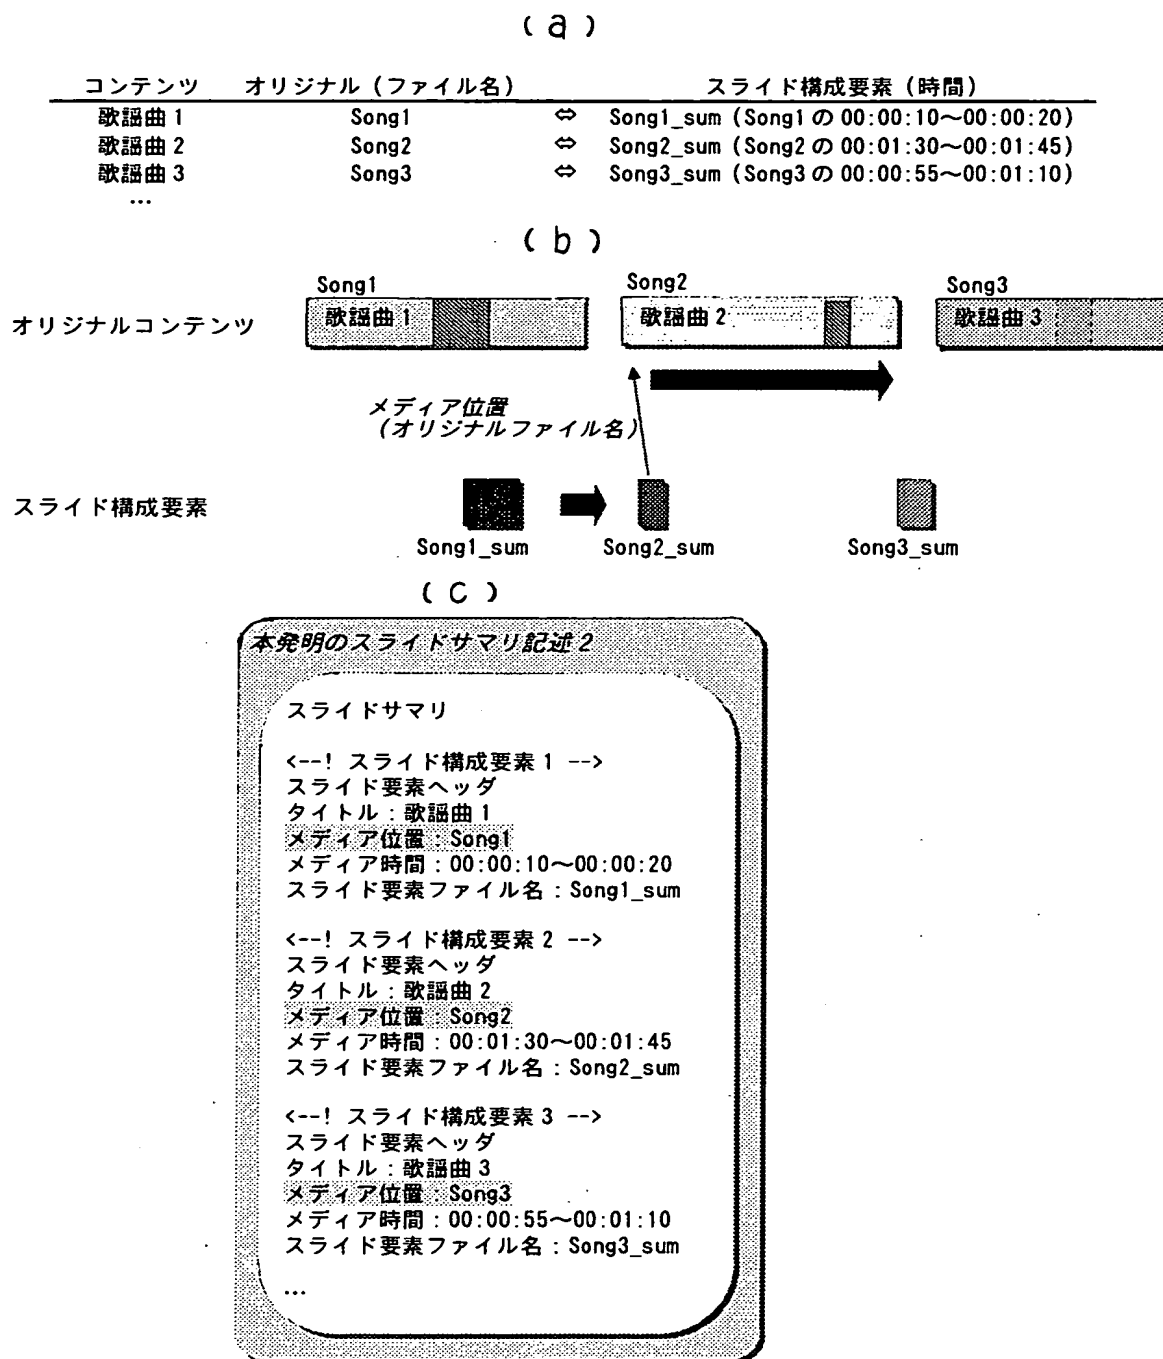 (a)
コンテンツ オリジナル (ファイル名) スライド構成要素 (時間)
歌謡曲1 Song1 ⇔ Song1_sum (Song1の00:00:10～00:00:20)
歌謡曲2 Song2 ⇔ Song2_sum (Song2の00:01:30～00:01:45)
歌謡曲3 Song3 ⇔ Song3_sum (Song3の00:00:55～00:01:10)
…
(b)
Song1 Song2 Song3
オリジナルコンテンツ 歌謡曲1 歌謡曲2 歌謡曲3
メディア位置
(オリジナルファイル名)
スライド構成要素
Song1_sum Song2_sum Song3_sum
(C)
本発明のスライドサマリ記述2
スライドサマリ
<--! スライド構成要素1 -->
スライド要素ヘッダ
タイトル:歌謡曲1
メディア位置:Song1
メディア時間:00:00:10～00:00:20
スライド要素ファイル名:Song1_sum
<--! スライド構成要素2 -->
スライド要素ヘッダ
タイトル:歌謡曲2
メディア位置:Song2
メディア時間:00:01:30～00:01:45
スライド要素ファイル名:Song2_sum
<--! スライド構成要素3 -->
スライド要素ヘッダ
タイトル:歌謡曲3
メディア位置:Song3
メディア時間:00:00:55～00:01:10
スライド要素ファイル名:Song3_sum
…